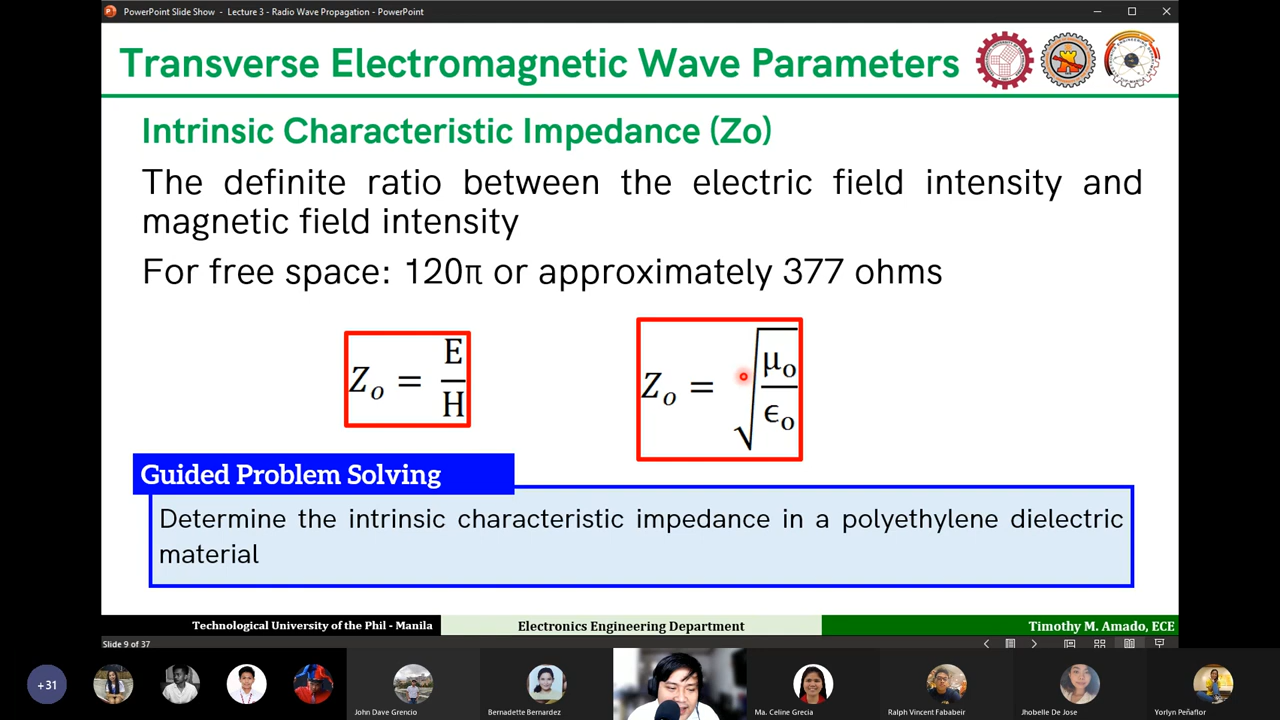 PowerPoint Slide Show - Lecture 3 - Radio Wave Propagation - PowerPoint
Transverse Electromagnetic Wave Parameters
Intrinsic Characteristic Impedance (Zo)
The definite ratio between the electric field intensity and
magnetic field intensity
For free space: 120π or approximately 377 ohms
Z₀ = E/H
Z₀ = √(μ₀/ϵ₀)
Guided Problem Solving
Determine the intrinsic characteristic impedance in a polyethylene dielectric
material
Technological University of the Phil - Manila
Electronics Engineering Department
Timothy M. Amado, ECE
Slide 9 of 37
+31
John Dave Grencio
Bernadette Bernardez
Ma. Celine Grecia
Ralph Vincent Fababeir
Jhobelle De Jose
Yorlyn Peñaflor